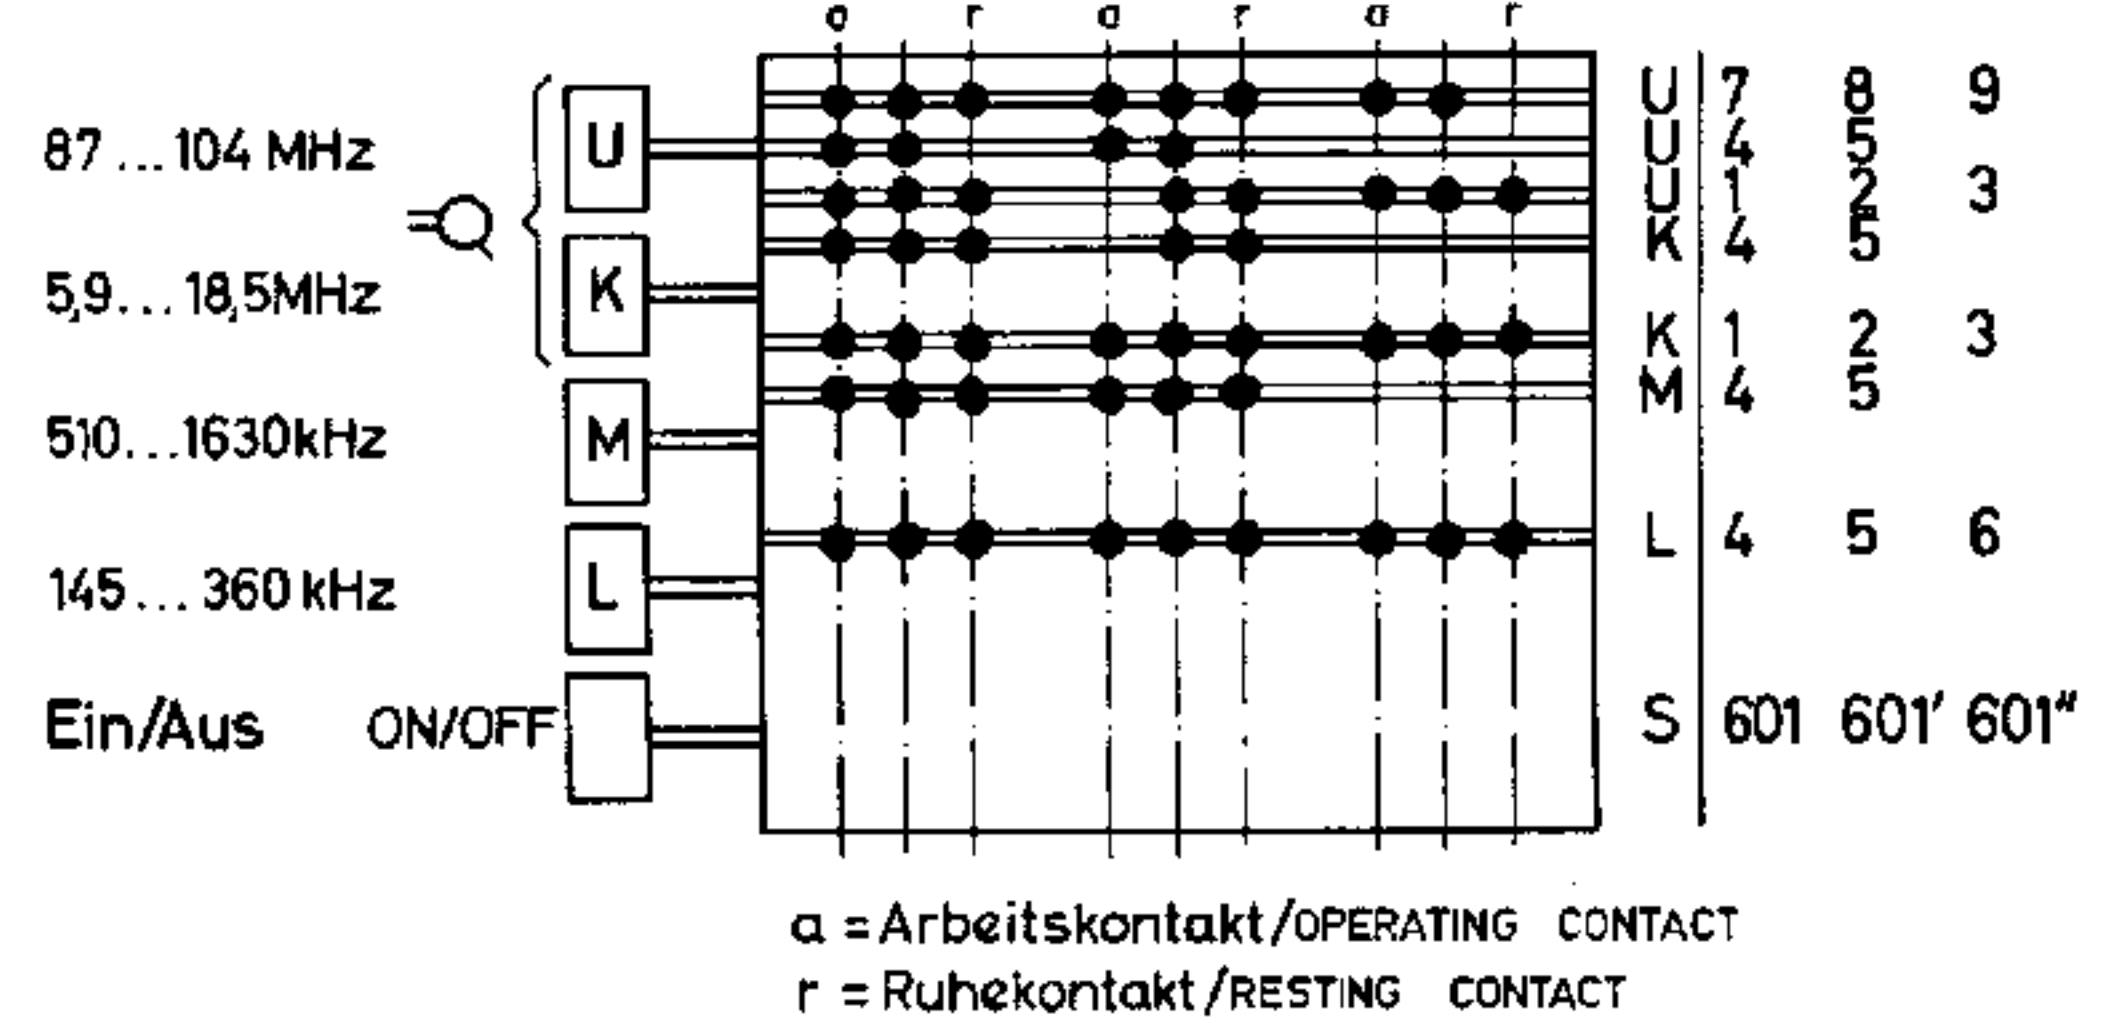 a r a r a r
U 7 8 9
87...104 MHz U U 4 5
U 1 2 3
K 4 5
5,9...18,5MHz K
K 1 2 3
M 4 5
510...1630kHz M
L 4 5 6
145...360 kHz L
Ein/Aus ON/OFF S 601 601' 601"
a = Arbeitskontakt/OPERATING CONTACT
r = Ruhekontakt/RESTING CONTACT